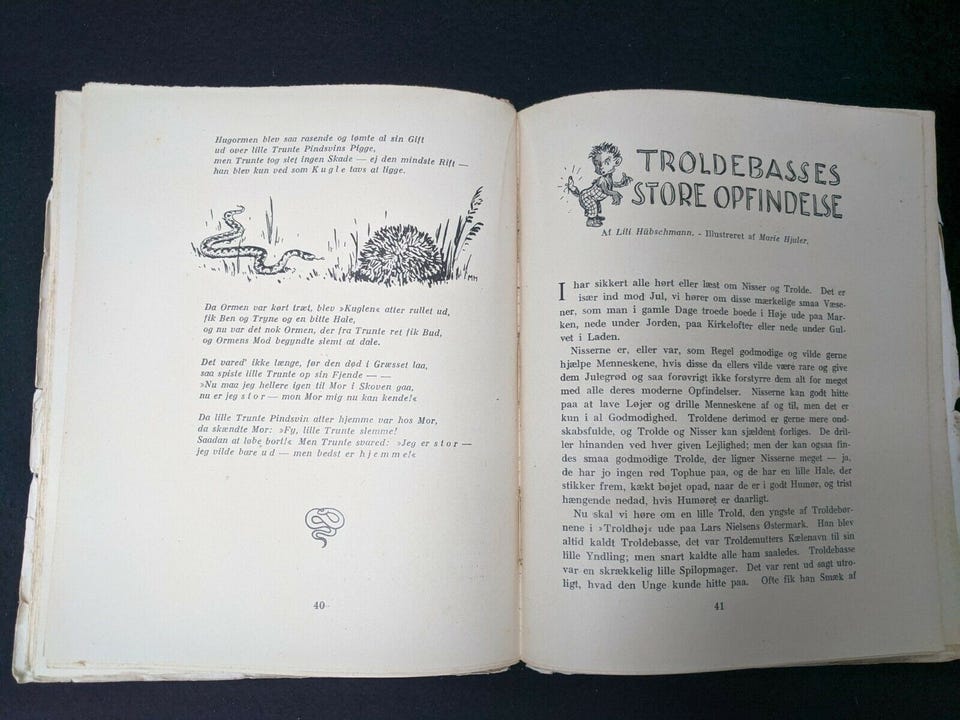 Hugormen blev saa rasende og tømte al sin Gift
ud over lille Trunte Pindsvins Pigge,
men Trunte tog slet ingen Skade — ej den mindste Rift —
han blev kun ved som Kugle tavs at ligge.
MH
Da Ormen var kørt træt, blev »Kuglen« atter rullet ud,
fik Ben og Tryne og en bitte Hale,
og nu var det nok Ormen, der fra Trunte ret fik Bud,
og Ormens Mod begyndte slemt at dale.
Det vared' ikke længe, før den død i Græsset laa,
saa spiste lille Trunte op sin Fjende — —
»Nu maa jeg hellere igen til Mor i Skoven gaa,
nu er jeg stor — mon Mor mig nu kan kende!«
Da lille Trunte Pindsvin atter hjemme var hos Mor,
da skændte Mor: »Fy, lille Trunte slemme!
Saadan at løbe bort!« Men Trunte svared: »Jeg er stor —
jeg vilde bare ud — men bedst er hjemme!«
40
TROLDEBASSES
STORE OPFINDELSE
Af Lili Hübschmann. - Illustreret af Marie Hjuler.
I har sikkert alle hørt eller læst om Nisser og Trolde. Det er
især ind mod Jul, vi hører om disse mærkelige smaa Væse-
ner, som man i gamle Dage troede boede i Høje ude paa Mar-
ken, nede under Jorden, paa Kirkelofter eller nede under Gul-
vet i Laden.
Nisserne er, eller var, som Regel godmodige og vilde gerne
hjælpe Menneskene, hvis disse da ellers vilde være rare og give
dem Julegrød og saa forøvrigt ikke forstyrre dem alt for meget
med alle deres moderne Opfindelser. Nisserne kan godt hitte
paa at lave Løjer og drille Menneskene af og til, men det er
kun i al Godmodighed. Troldene derimod er gerne mere ond-
skabsfulde, og Trolde og Nisser kan sjældent forliges. De dril-
ler hinanden ved hver given Lejlighed; men der kan ogsaa fin-
des smaa godmodige Trolde, der ligner Nisserne meget — ja,
de har jo ingen rød Tophue paa, og de har en lille Hale, der
stikker frem, kækt bøjet opad, naar de er i godt Humør, og trist
hængende nedad, hvis Humøret er daarligt.
Nu skal vi høre om en lille Trold, den yngste af Troldebør-
nene i »Troldhøj« ude paa Lars Nielsens Østermark. Han blev
altid kaldt Troldebasse, det var Troldemutters Kælenavn til sin
lille Yndling; men snart kaldte alle ham saaledes. Troldebasse
var en skrækkelig lille Spilopmager. Det var rent ud sagt utro-
ligt, hvad den Unge kunde hitte paa. Ofte fik han Smæk af
41